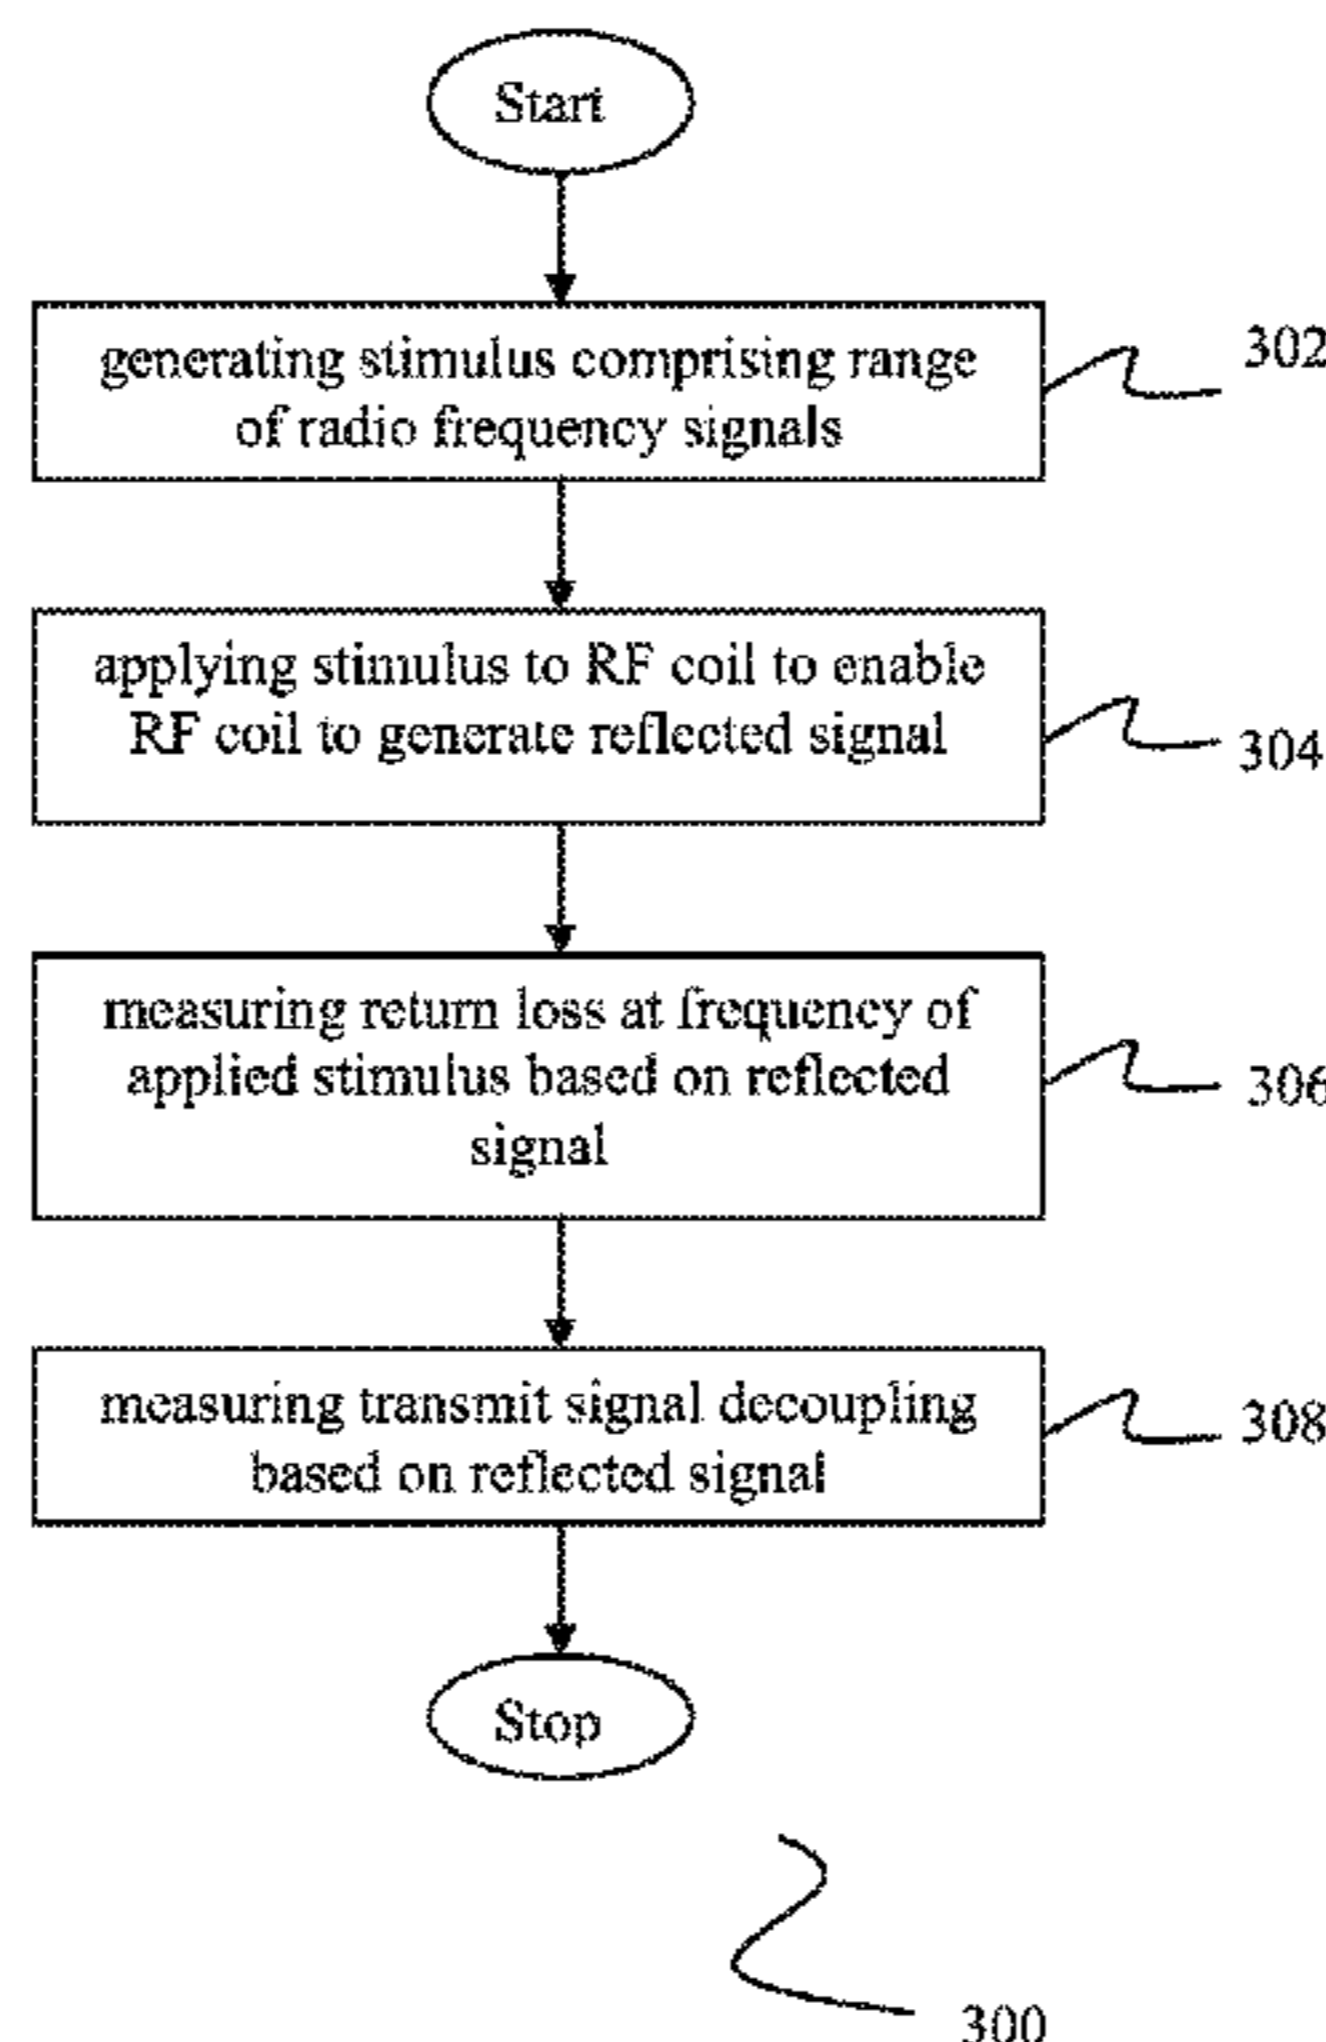 Start
generating stimulus comprising range
of radio frequency signals
302
applying stimulus to RF coil to enable
RF coil to generate reflected signal
304
measuring return loss at frequency of
applied stimulus based on reflected
signal
306
measuring transmit signal decoupling
based on reflected signal
308
Stop
300